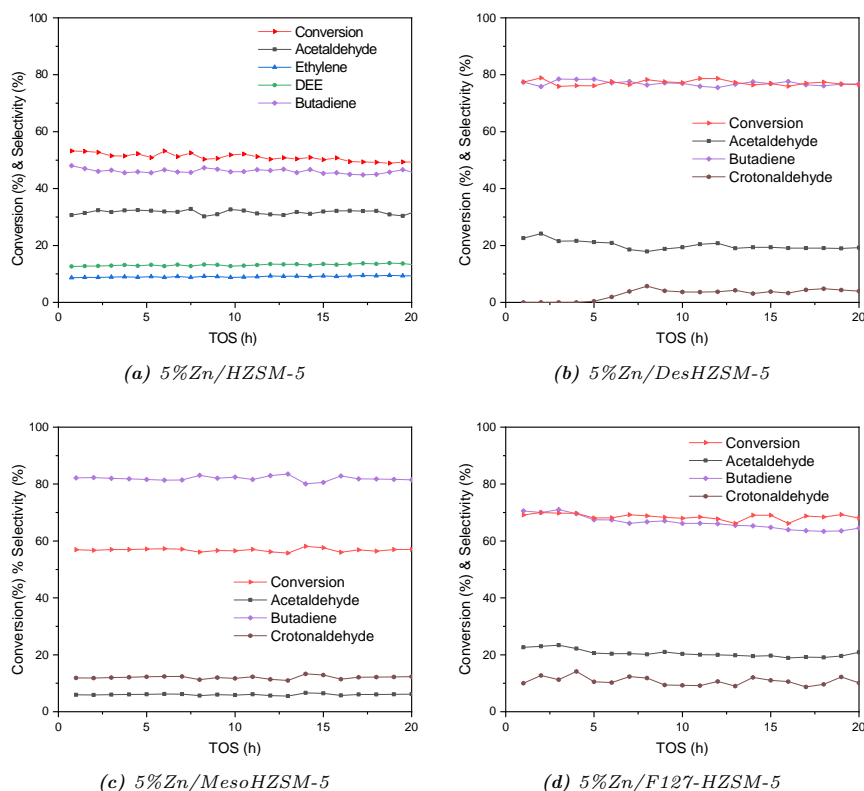 Conversion (%) & Selectivity (%)
100
80
60
40
20
0
Conversion
Acetaldehyde
Ethylene
DEE
Butadiene
0 5 10 15 20
TOS (h)
(a) 5%Zn/HZSM-5
Conversion (%) & Selectivity (%)
100
80
60
40
20
0
Conversion
Acetaldehyde
Butadiene
Crotonaldehyde
0 5 10 15 20
TOS (h)
(b) 5%Zn/DesHZSM-5
Conversion(%) % Selectivity (%)
100
80
60
40
20
0
Conversion
Acetaldehyde
Butadiene
Crotonaldehyde
0 5 10 15 20
TOS (h)
(c) 5%Zn/MesoHZSM-5
Conversion (%) & Selectivity (%)
100
80
60
40
20
0
Conversion
Acetaldehyde
Butadiene
Crotonaldehyde
0 5 10 15 20
TOS (h)
(d) 5%Zn/F127-HZSM-5